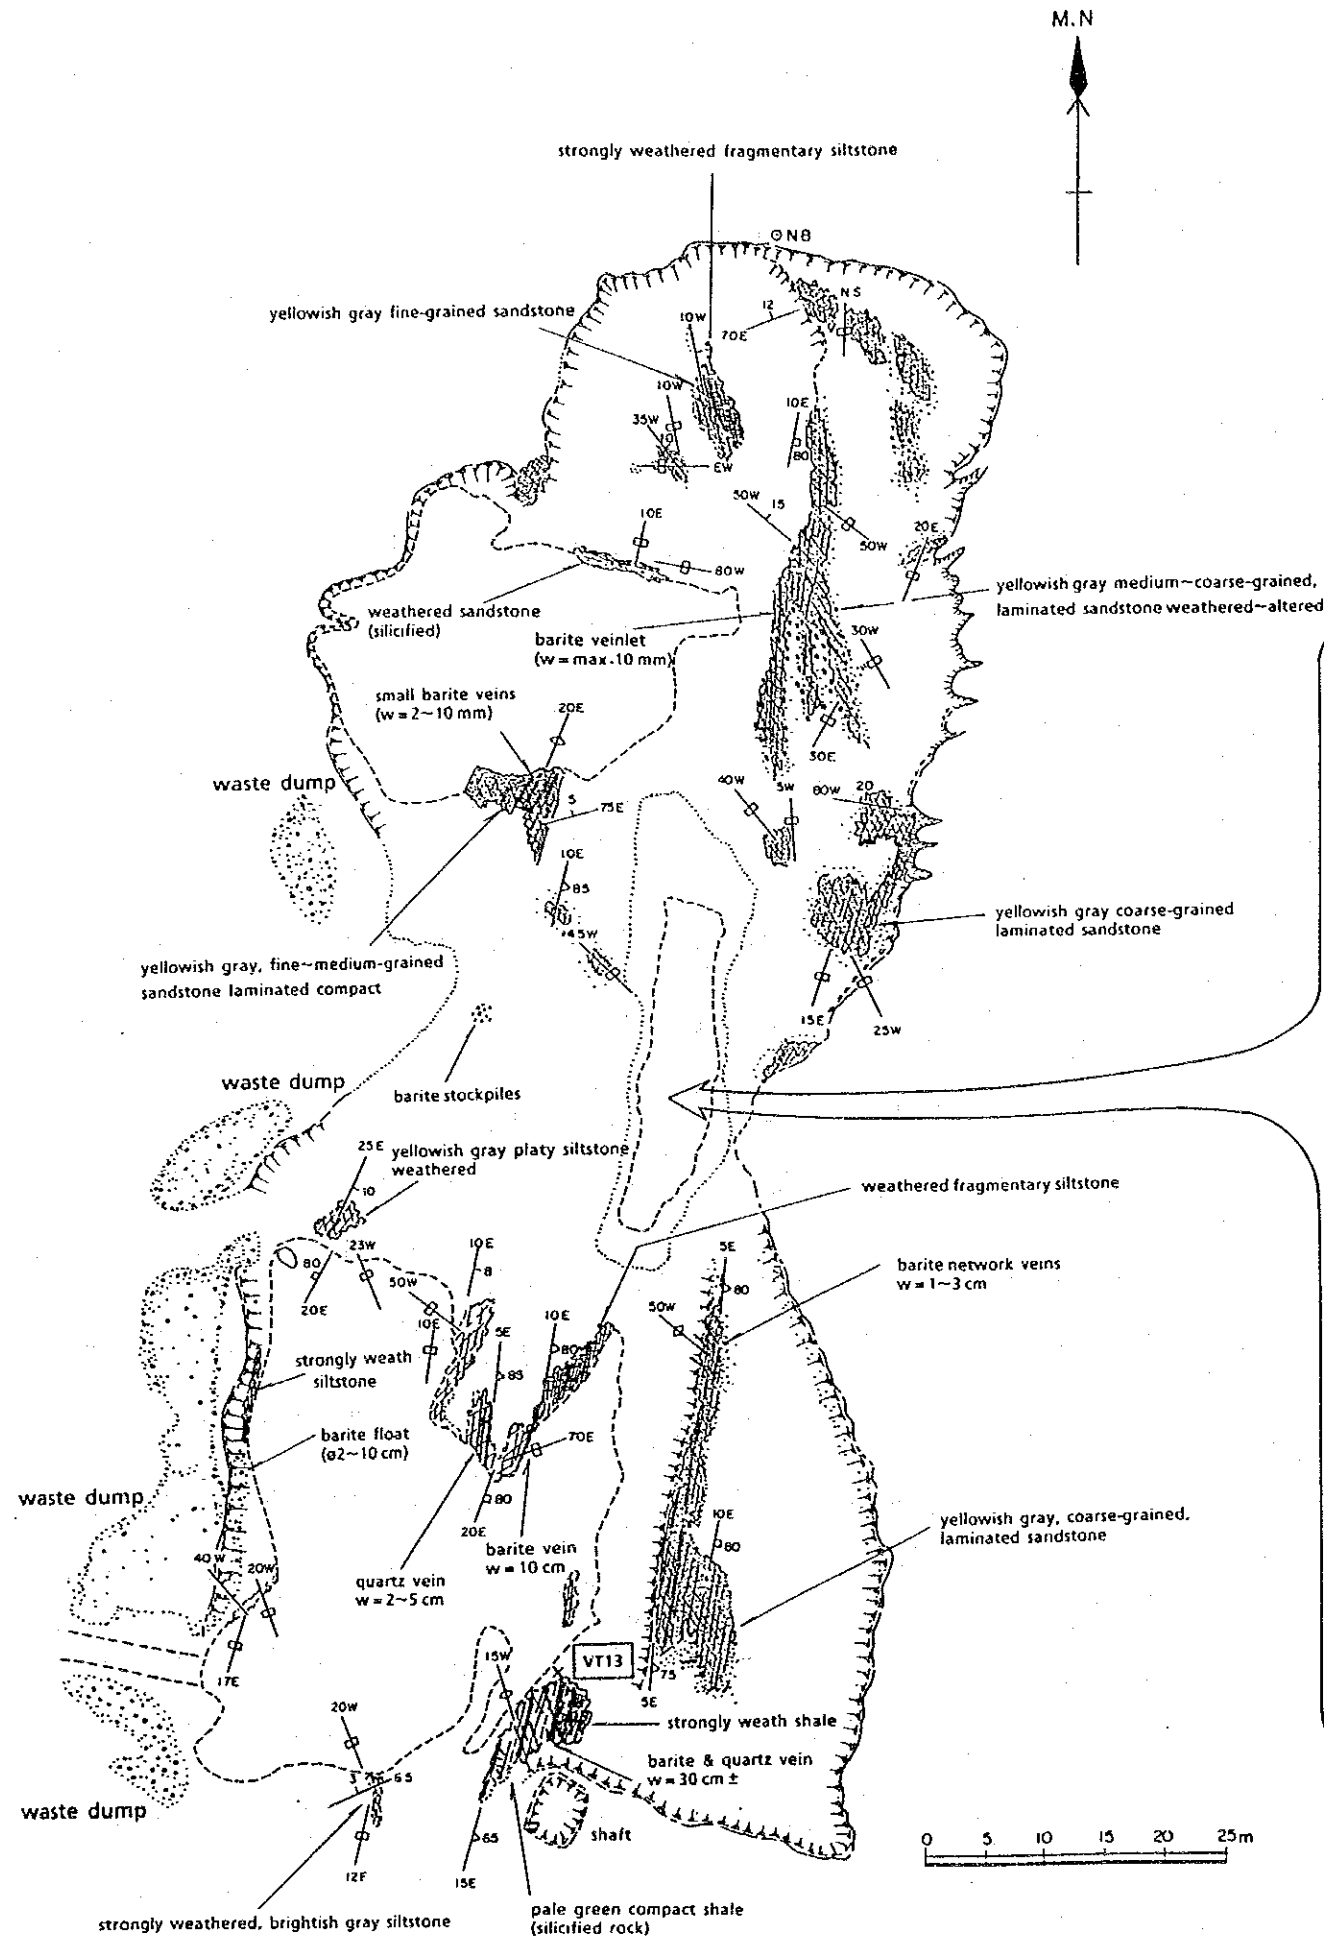 M.N
strongly weathered fragmentary siltstone
N8
NS
yellowish gray fine-grained sandstone
12
10W
70E
V
10W
10E
35W
10
80
EW
50W
15
10E
50W
20E
80W
yellowish gray medium~coarse-grained,
laminated sandstone weathered~altered
weathered sandstone
(silicified)
barite veinlet
(w = max.10 mm)
30W
small barite veins
(w = 2~10 mm)
20E
30E
waste dump
40W
5W
80W
20
5
75E
10E
85
45W
yellowish gray coarse-grained
laminated sandstone
yellowish gray, fine~medium-grained
sandstone laminated compact
15E
25W
waste dump
barite stockpiles
25E
yellowish gray platy siltstone
weathered
10
weathered fragmentary siltstone
23W
10E
5E
80
8
50W
barite network veins
w = 1~3 cm
80
20E
10E
10E
50W
5E
80
strongly weath
siltstone
85
barite float
(ø2~10 cm)
70E
waste dump
80
20E
10E
yellowish gray, coarse-grained,
laminated sandstone
barite vein
w = 10 cm
80
40W
20W
quartz vein
w = 2~5 cm
15W
VT13
75
17E
5E
20W
strongly weath shale
barite & quartz vein
w = 30 cm ±
3
65
waste dump
shaft
0 5 10 15 20 25m
65
12F
15E
strongly weathered, brightish gray siltstone
pale green compact shale
(silicified rock)